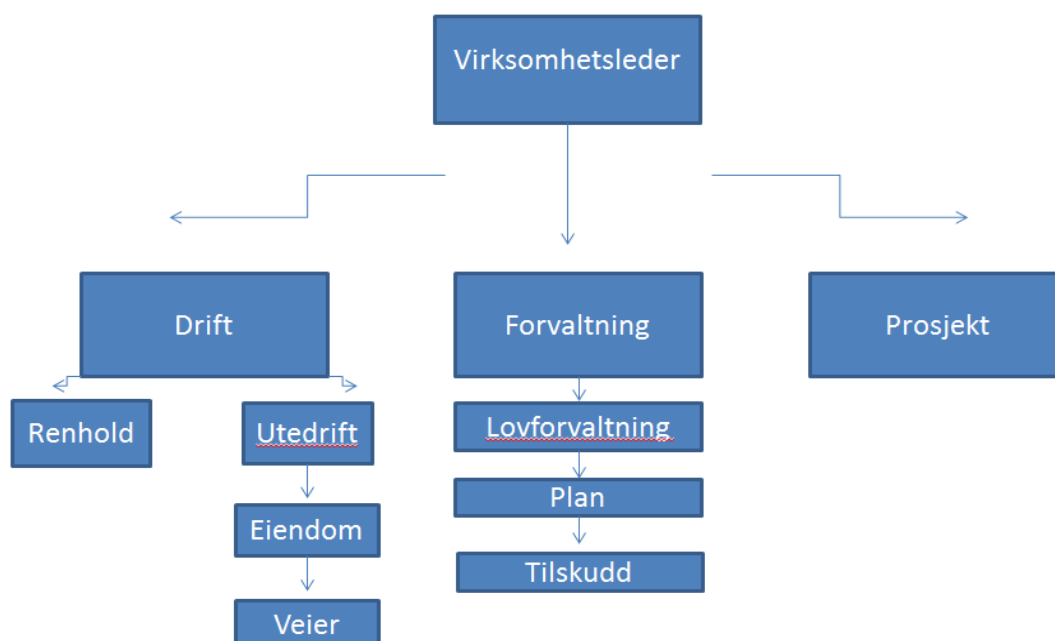 Virksomhetsleder
Drift
Forvaltning
Prosjekt
Renhold
Utedrift
Lovforvaltning
Plan
Eiendom
Tilskudd
Veier